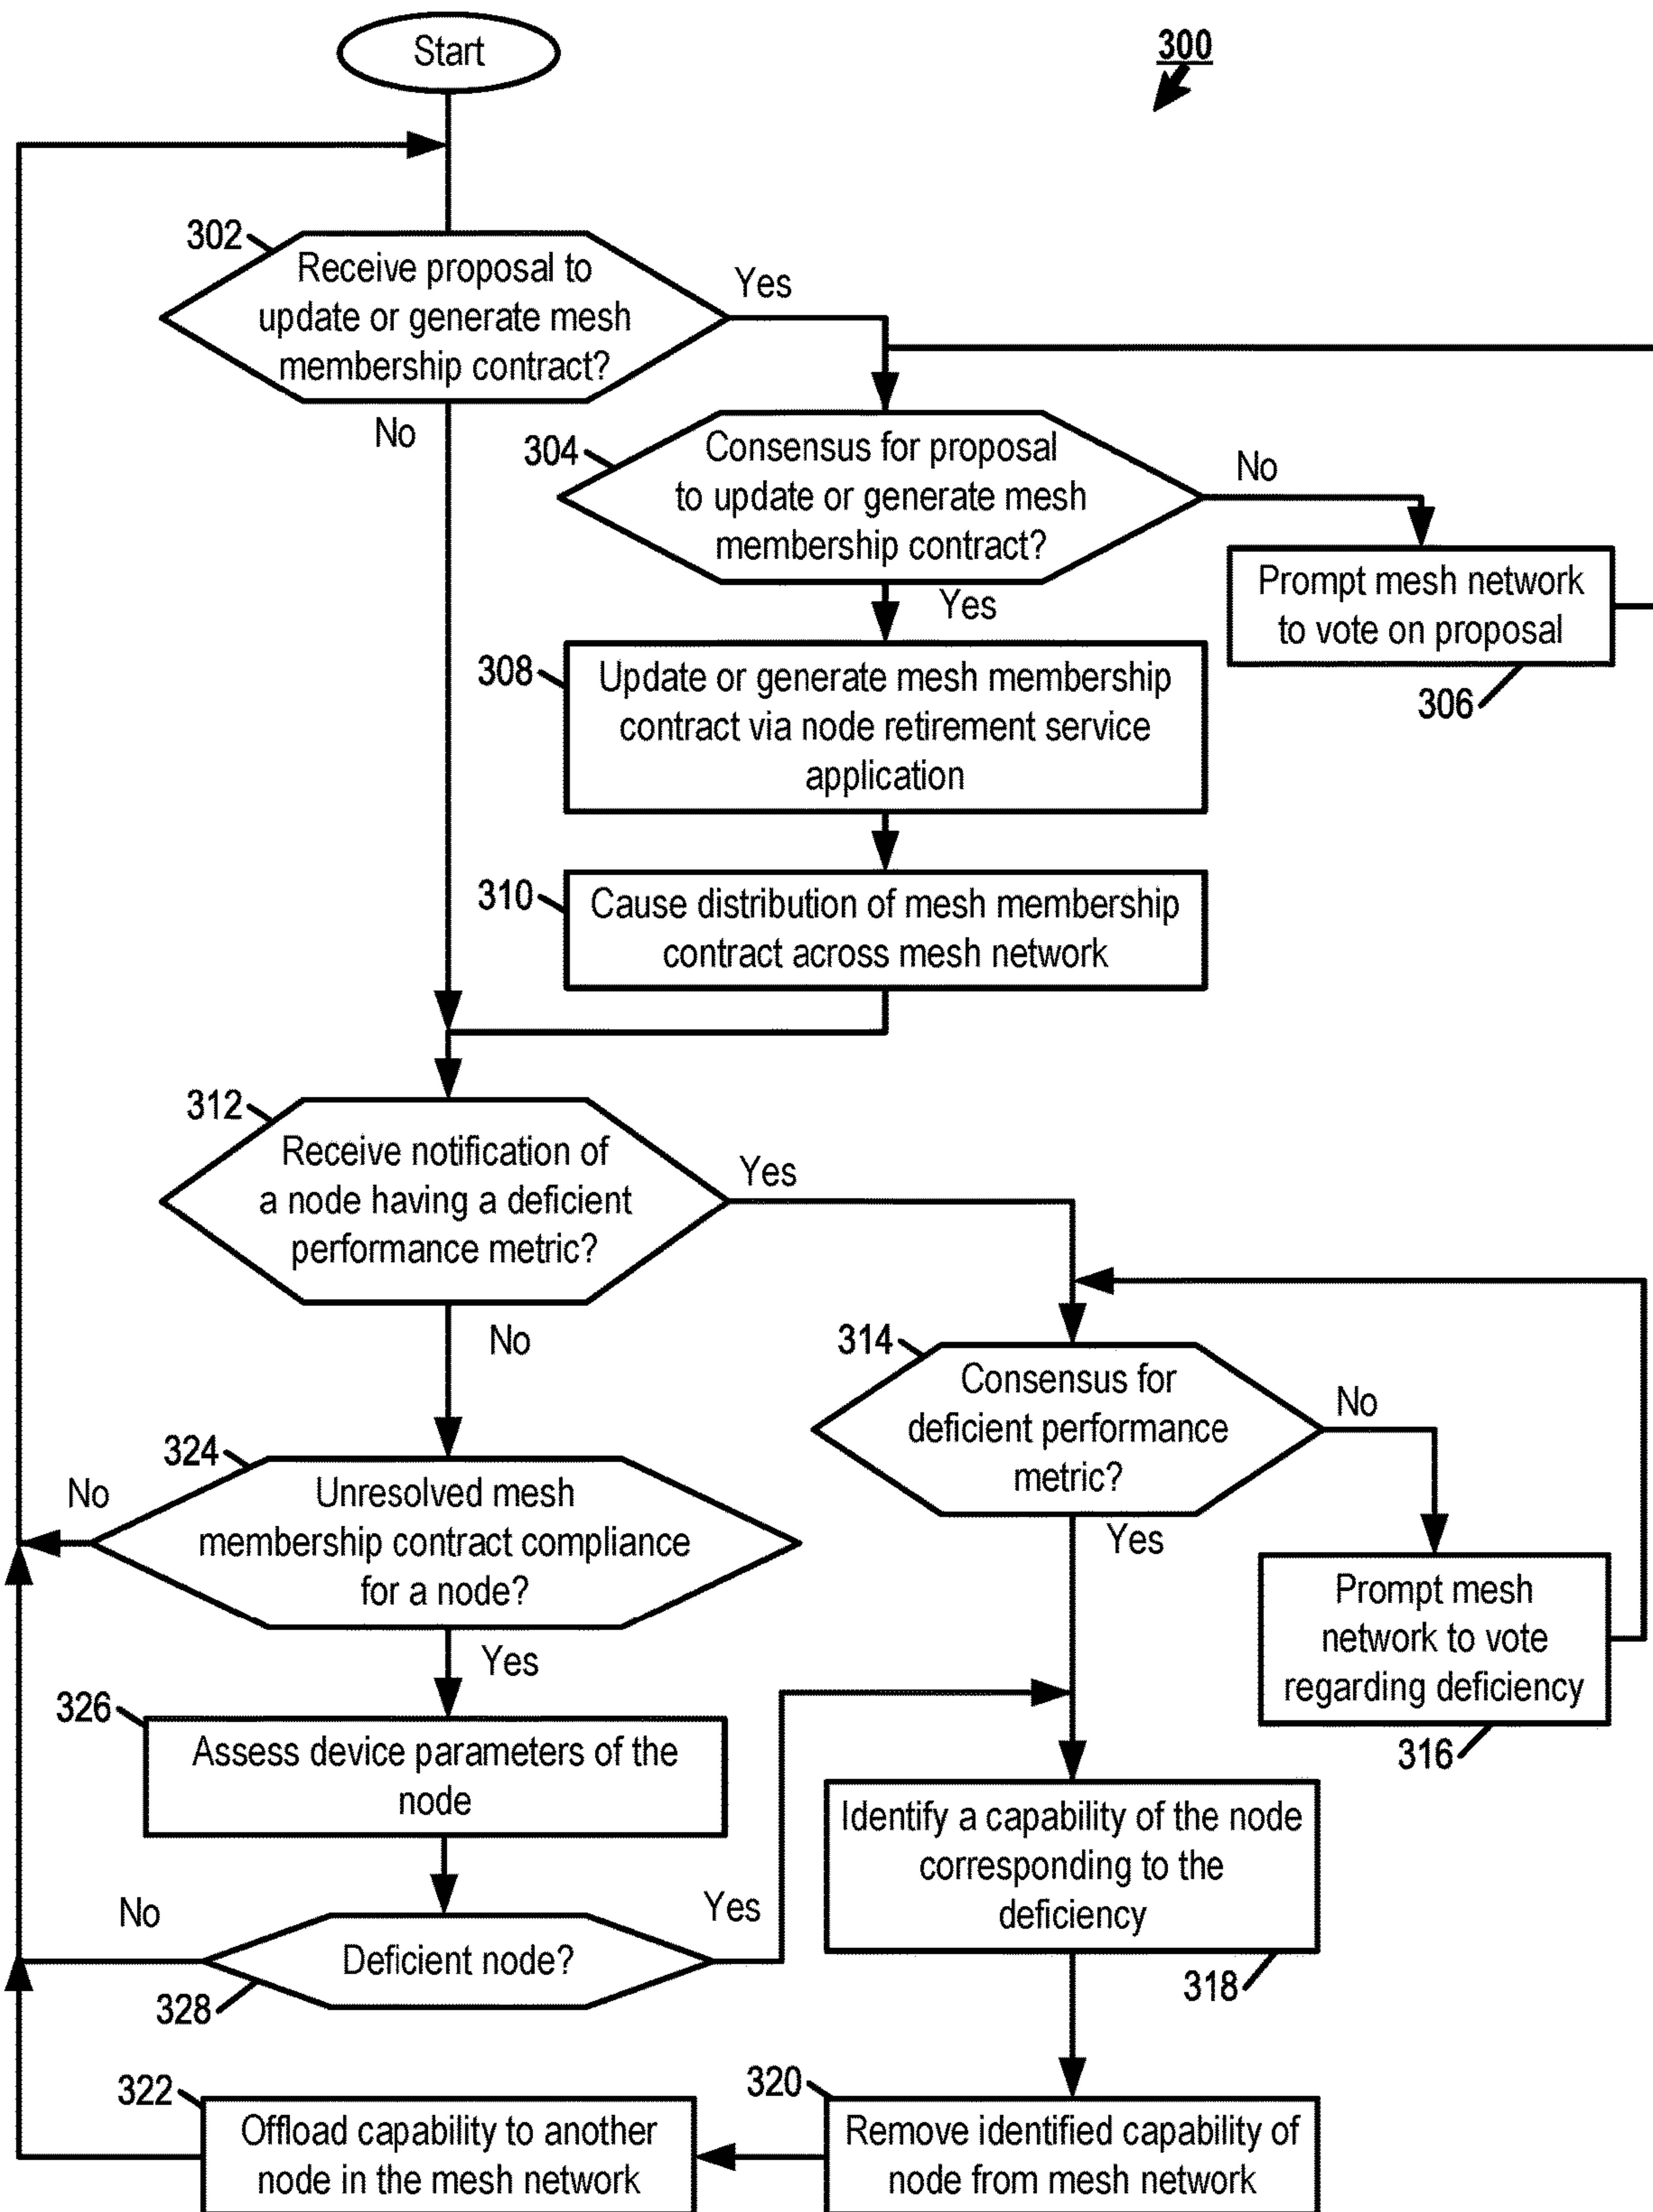 Start
300
302
Receive proposal to
update or generate mesh
membership contract?
Yes
No
304
Consensus for proposal
to update or generate mesh
membership contract?
No
Yes
Prompt mesh network
to vote on proposal
306
308
Update or generate mesh membership
contract via node retirement service
application
310
Cause distribution of mesh membership
contract across mesh network
312
Receive notification of
a node having a deficient
performance metric?
Yes
No
314
Consensus for
deficient performance
metric?
No
Yes
Prompt mesh
network to vote
regarding deficiency
316
324
No
Unresolved mesh
membership contract compliance
for a node?
Yes
326
Assess device parameters of the
node
Identify a capability of the node
corresponding to the
deficiency
318
No
Yes
Deficient node?
328
322
Offload capability to another
node in the mesh network
320
Remove identified capability of
node from mesh network